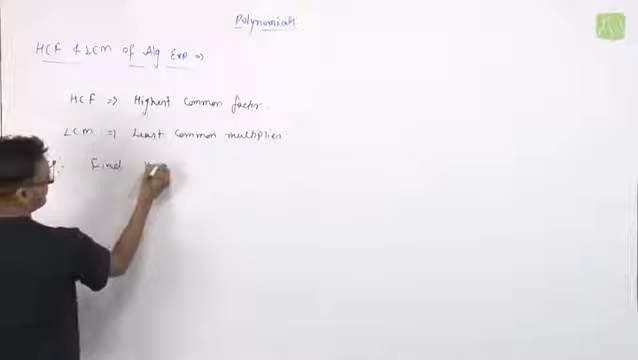 Polynomials
HCF & LCM of Alg Exp ⇒
HCF ⇒ Highest Common factor.
LCM ⇒ Least Common multiplier
Find